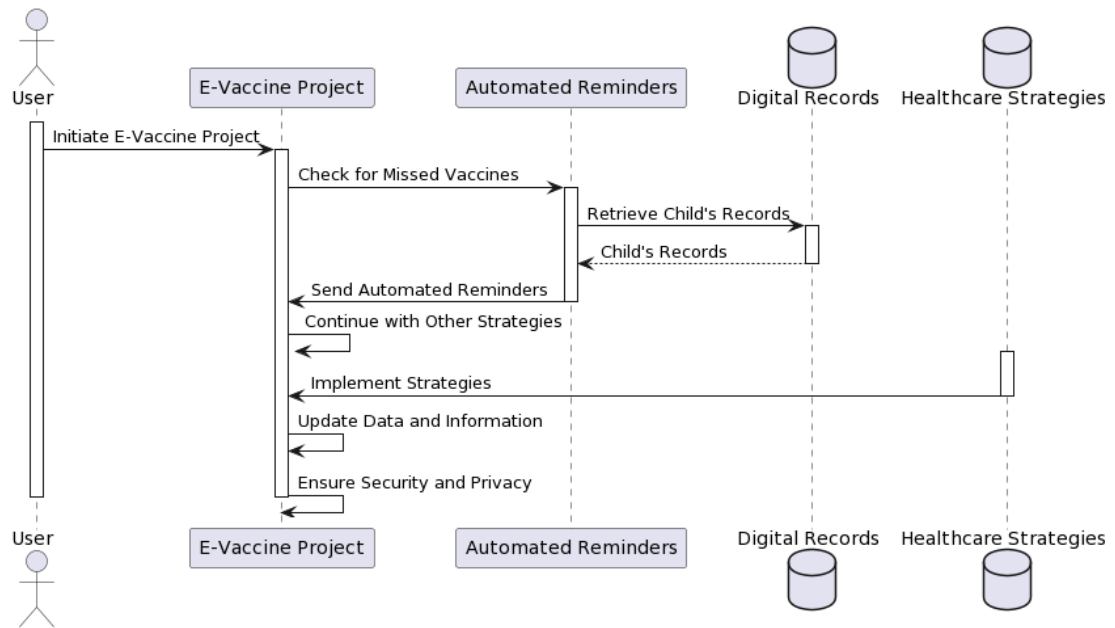 User
E-Vaccine Project
Automated Reminders
Digital Records
Healthcare Strategies
Initiate E-Vaccine Project
Check for Missed Vaccines
Retrieve Child's Records
Child's Records
Send Automated Reminders
Continue with Other Strategies
Implement Strategies
Update Data and Information
Ensure Security and Privacy
User
E-Vaccine Project
Automated Reminders
Digital Records
Healthcare Strategies